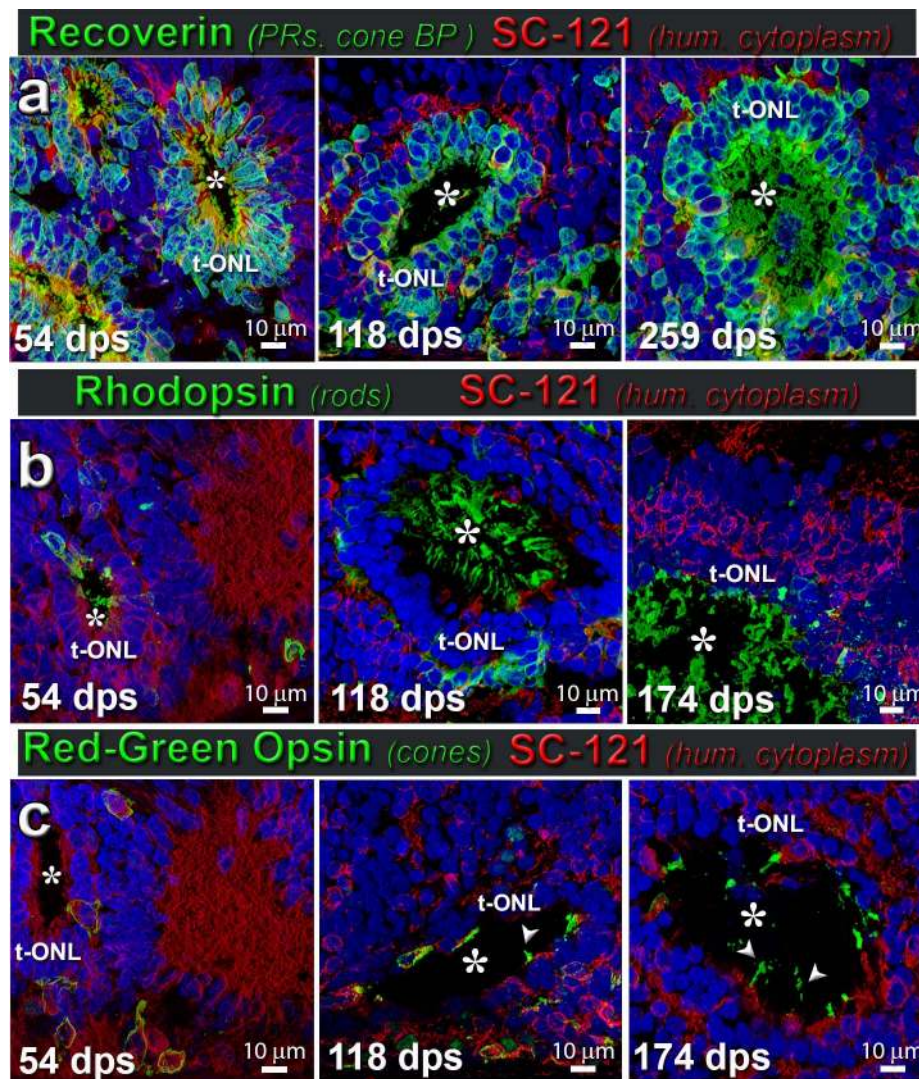 Recoverin (PRs. cone BP) SC-121 (hum. cytoplasm)
a
t-ONL
*
*
*
t-ONL
t-ONL
54 dps 10 μm 118 dps 10 μm 259 dps 10 μm
Rhodopsin (rods) SC-121 (hum. cytoplasm)
b
*
t-ONL
*
*
t-ONL
t-ONL
54 dps 10 μm 118 dps 10 μm 174 dps 10 μm
Red-Green Opsin (cones) SC-121 (hum. cytoplasm)
c
t-ONL
*
t-ONL
*
*
t-ONL
54 dps 10 μm 118 dps 10 μm 174 dps 10 μm